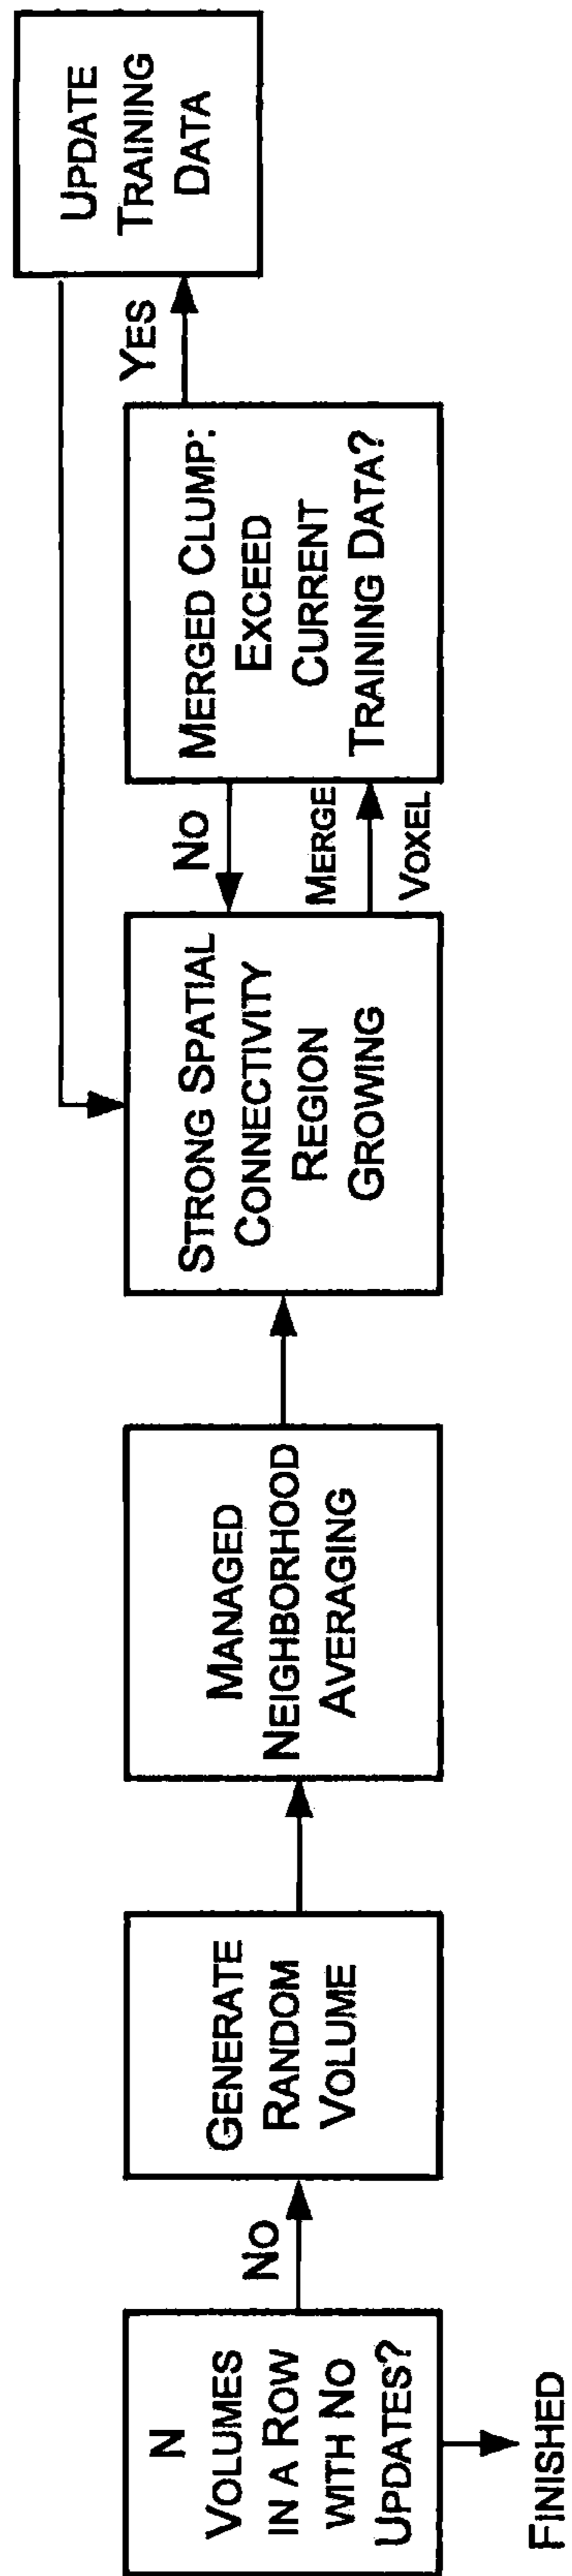 N
VOLUMES
IN A ROW
WITH NO
UPDATES?
FINISHED
NO
GENERATE
RANDOM
VOLUME
MANAGED
NEIGHBORHOOD
AVERAGING
STRONG SPATIAL
CONNECTIVITY
REGION
GROWING
NO
MERGE
VOXEL
MERGED CLUMP:
EXCEED
CURRENT
TRAINING DATA?
YES
UPDATE
TRAINING
DATA